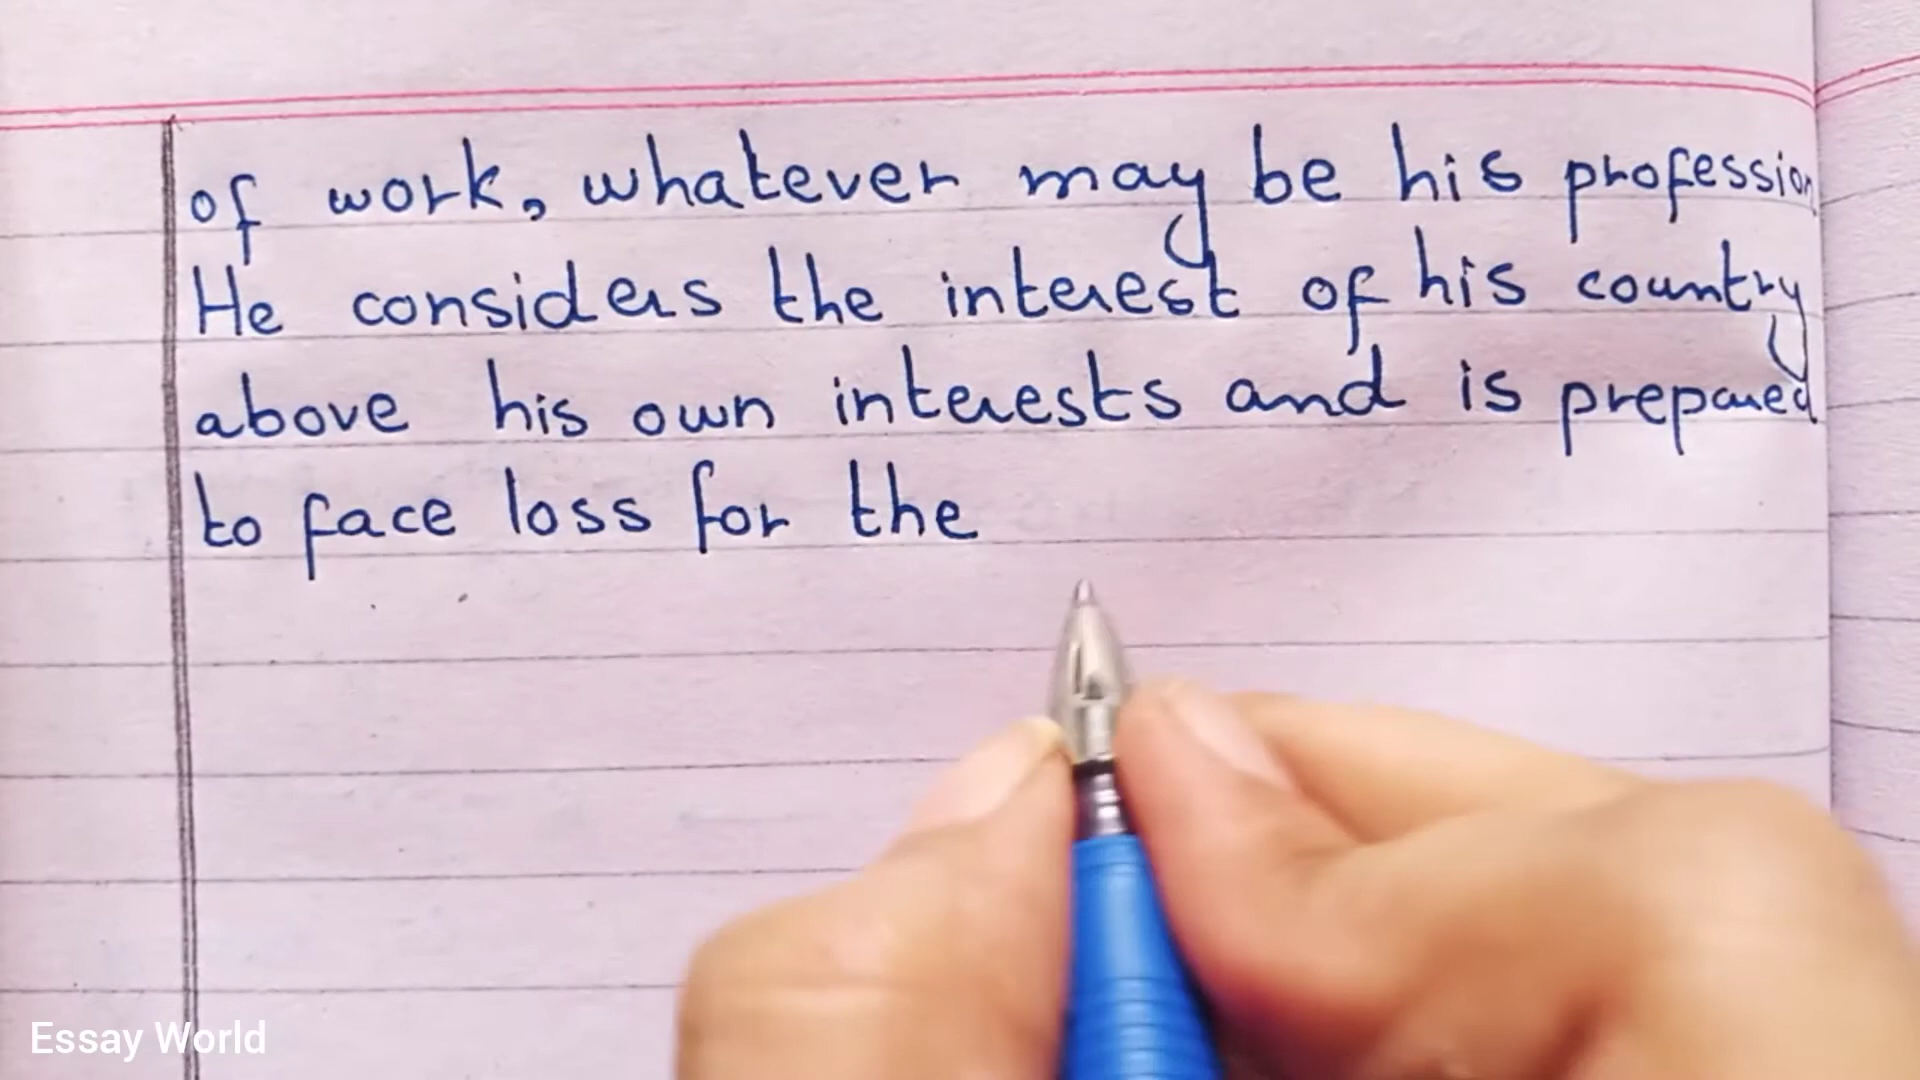 of work, whatever may be his profession
He considers the interest of his country
above his own interests and is prepared
to face loss for the
Essay World